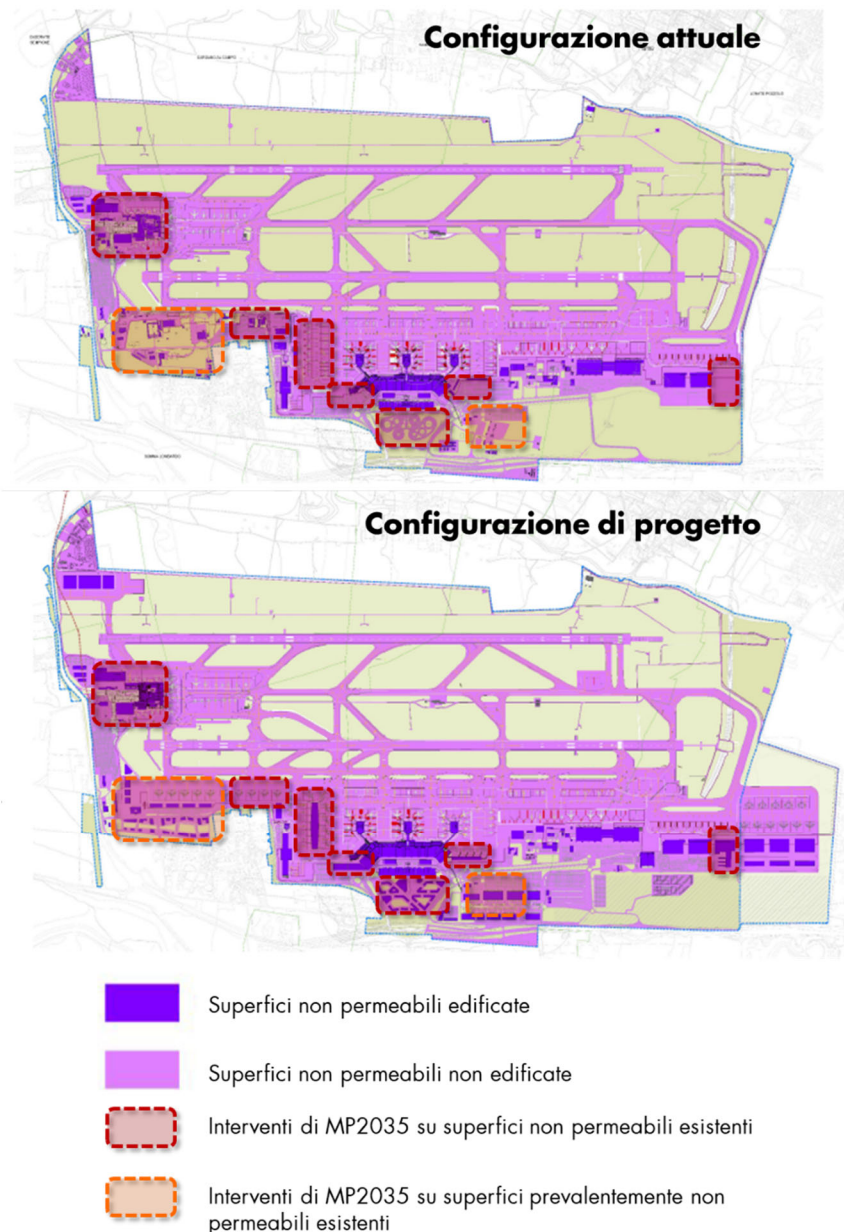 Configurazione attuale
Configurazione di progetto
Superfici non permeabili edificate
Superfici non permeabili non edificate
Interventi di MP2035 su superfici non permeabili esistenti
Interventi di MP2035 su superfici prevalentemente non
permeabili esistenti